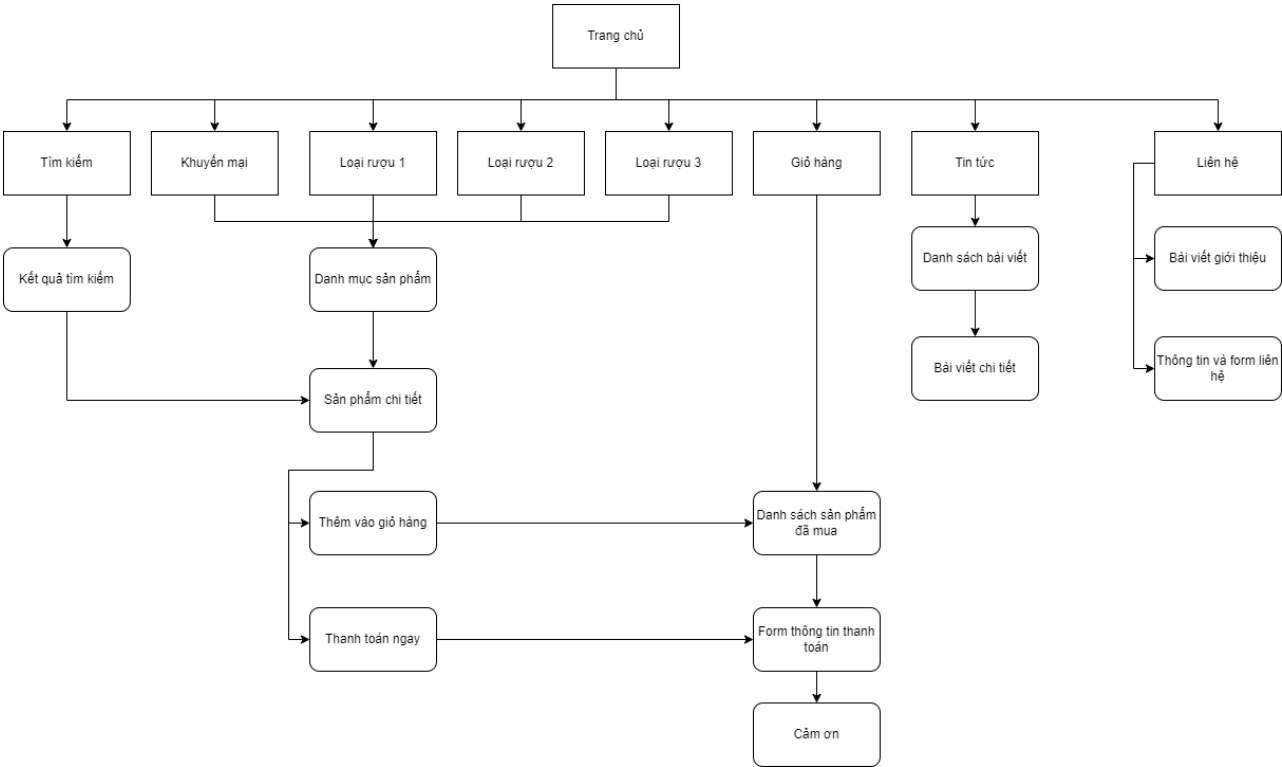 Trang chủ
Tìm kiếm
Khuyến mại
Loại rượu 1
Loại rượu 2
Loại rượu 3
Giỏ hàng
Tin tức
Liên hệ
Kết quả tìm kiếm
Danh mục sản phẩm
Danh sách bài viết
Bài viết giới thiệu
Sản phẩm chi tiết
Bài viết chi tiết
Thông tin vả form liên
hệ
Thêm vào giỏ hàng
Danh sách sản phẩm
đã mua
Thanh toán ngay
Form thông tin thanh
toán
Cảm ơn